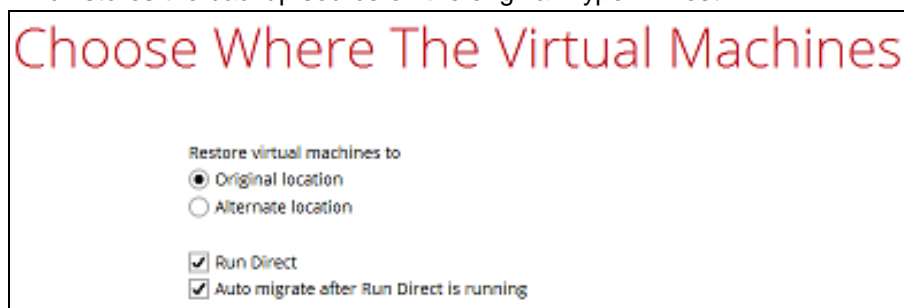 Choose Where The Virtual Machines
Restore virtual machines to
Original location
Alternate location
Run Direct
Auto migrate after Run Direct is running